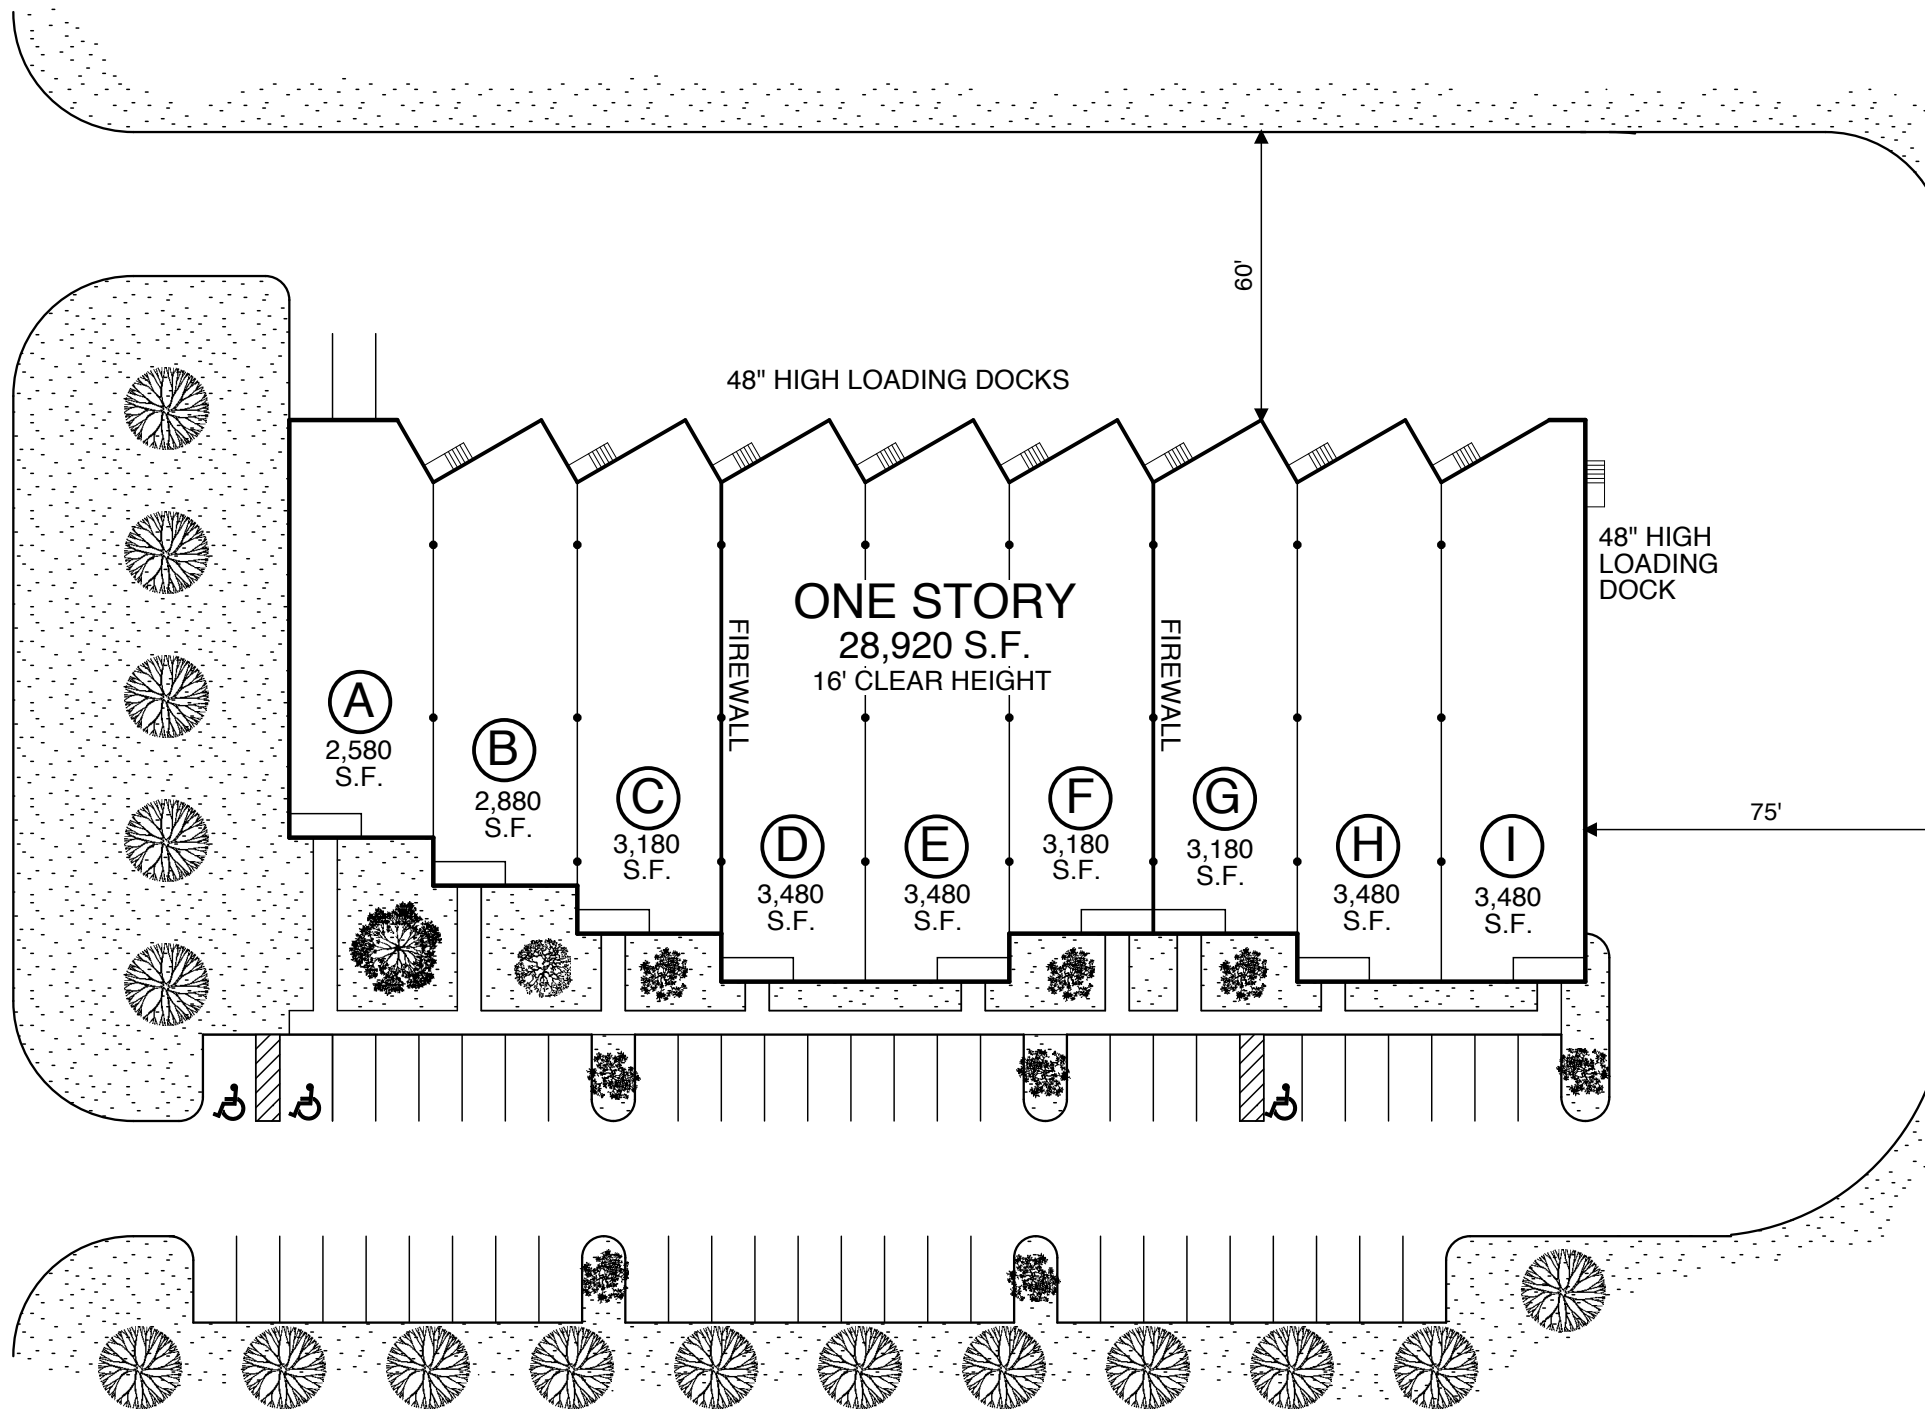 60'
48" HIGH LOADING DOCKS
48" HIGH
LOADING
DOCK
ONE STORY
28,920 S.F.
16' CLEAR HEIGHT
FIREWALL
FIREWALL
75'
A
2,580
S.F.
B
2,880
S.F.
C
3,180
S.F.
D
3,480
S.F.
E
3,480
S.F.
F
3,180
S.F.
G
3,180
S.F.
H
3,480
S.F.
I
3,480
S.F.